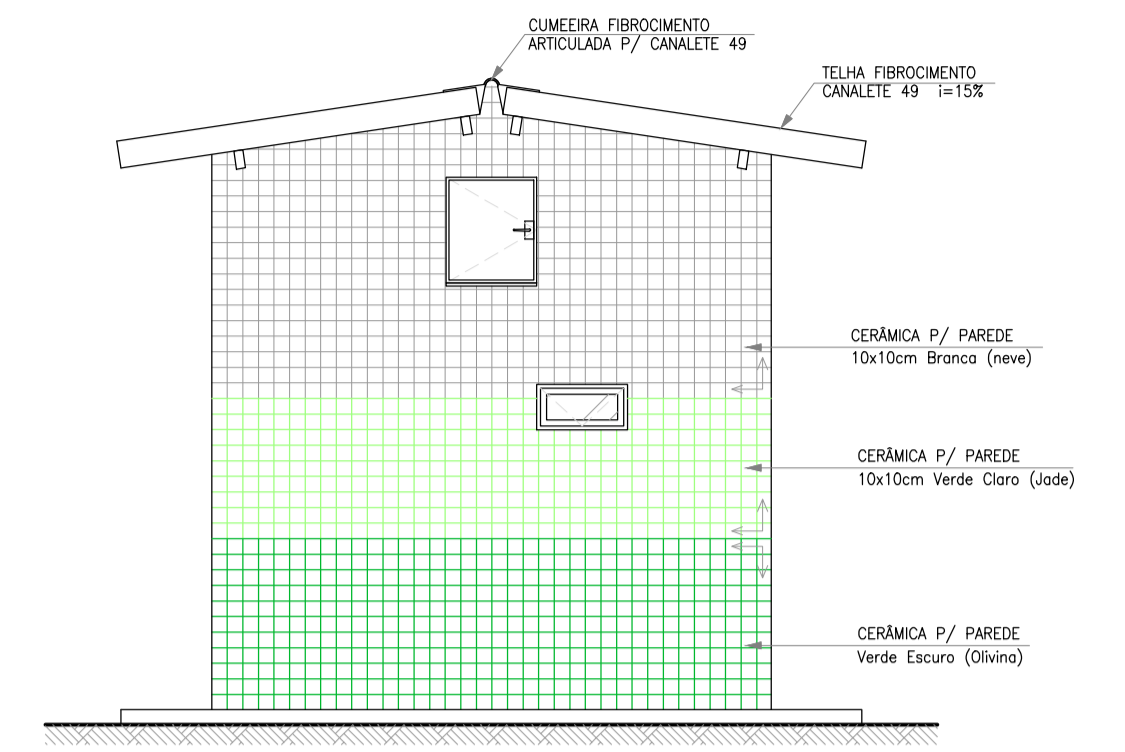 CUMEEIRA FIBROCIMENTO
ARTICULADA P/ CANALETE 49
TELHA FIBROCIMENTO
CANALETE 49 i=15%
CERÂMICA P/ PAREDE
10x10cm Branca (neve)
CERÂMICA P/ PAREDE
10x10cm Verde Claro (Jade)
CERÂMICA P/ PAREDE
Verde Escuro (Olivina)